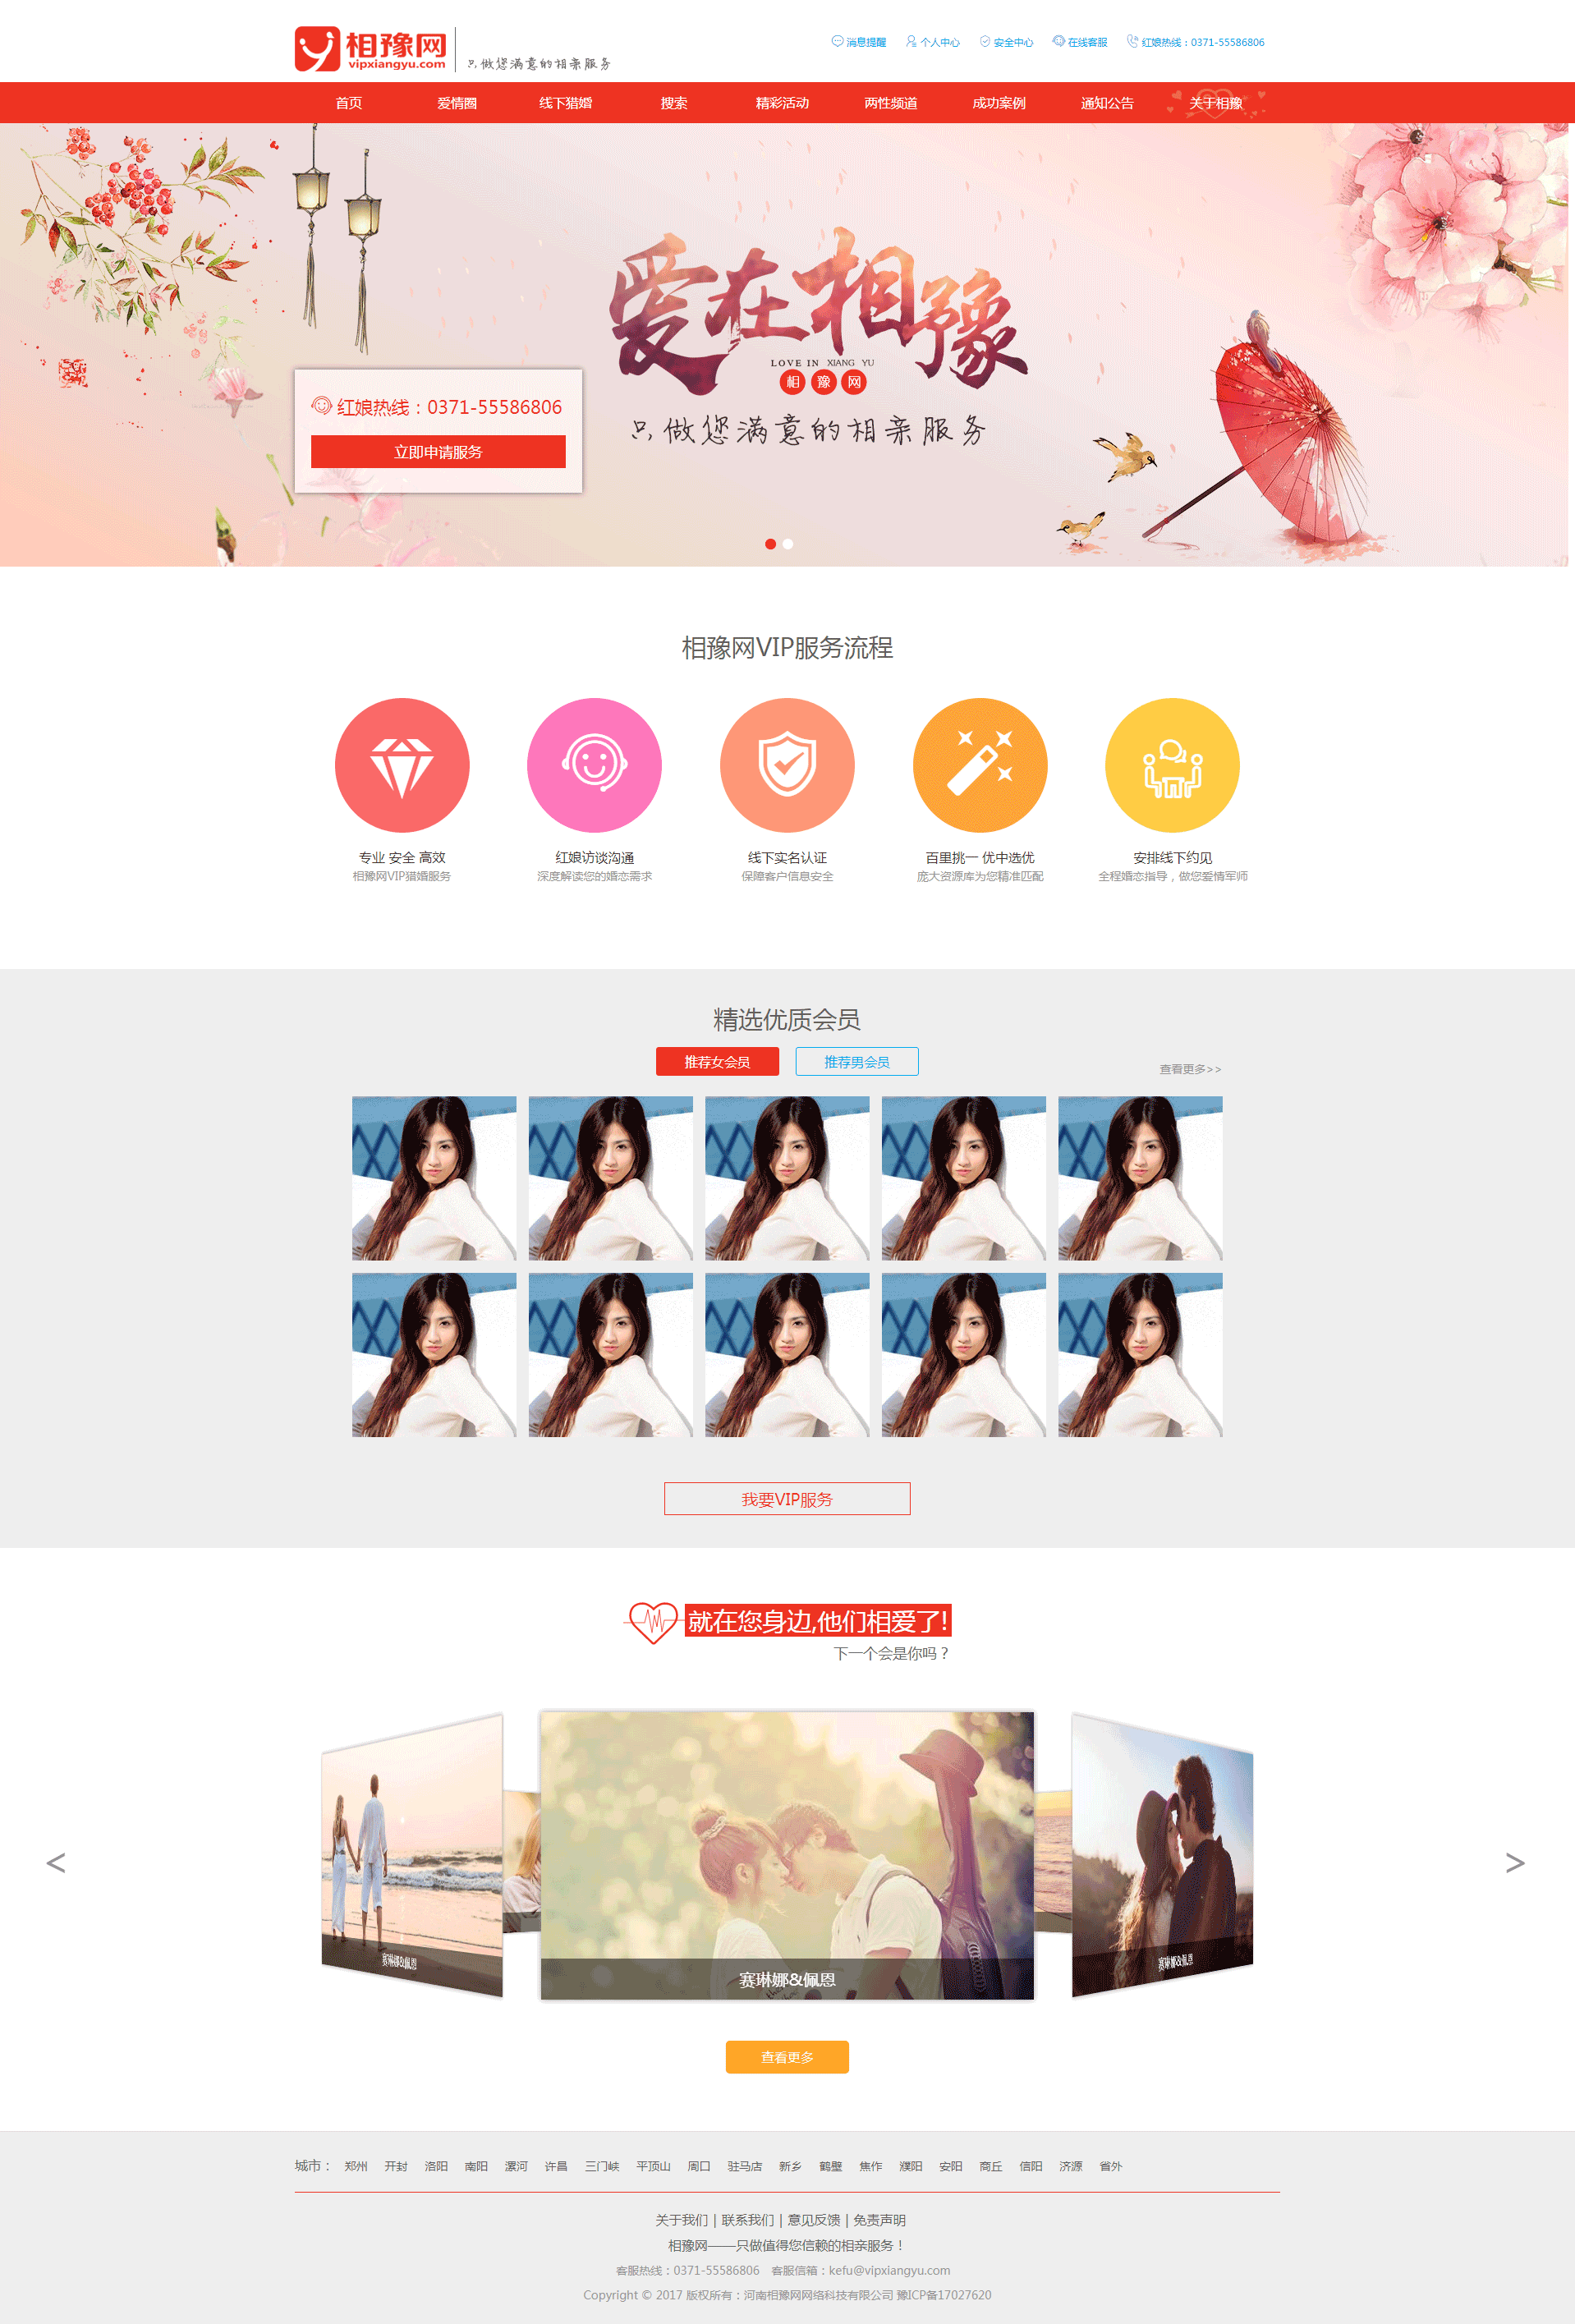 相豫网
vipxiangyu.com
只做您满意的相亲服务
消息提醒 个人中心 安全中心 在线客服 红娘热线：0371-55586806
首页 爱情圈 线下猎婚 搜索 精彩活动 两性频道 成功案例 通知公告 关于相豫
爱在相豫
LOVE IN XIANG YU
相 豫 网
只做您满意的相亲服务
红娘热线：0371-55586806
立即申请服务
相豫网VIP服务流程
专业 安全 高效 红娘访谈沟通 线下实名认证 百里挑一 优中选优 安排线下约见
相豫网VIP猎婚服务 深度解读您的婚恋需求 保障客户信息安全 庞大资源库为您精准匹配 全程婚恋指导，做您爱情军师
精选优质会员
推荐女会员 推荐男会员
查看更多>>
我要VIP服务
就在您身边,他们相爱了!
下一个会是你吗？
< >
赛琳娜&佩恩 赛琳娜&佩恩 赛琳娜&佩恩
查看更多
城市： 郑州 开封 洛阳 南阳 漯河 许昌 三门峡 平顶山 周口 驻马店 新乡 鹤壁 焦作 濮阳 安阳 商丘 信阳 济源 省外
关于我们 | 联系我们 | 意见反馈 | 免责声明
相豫网——只做值得您信赖的相亲服务！
客服热线：0371-55586806 客服信箱：kefu@vipxiangyu.com
Copyright © 2017 版权所有：河南相豫网网络科技有限公司 豫ICP备17027620